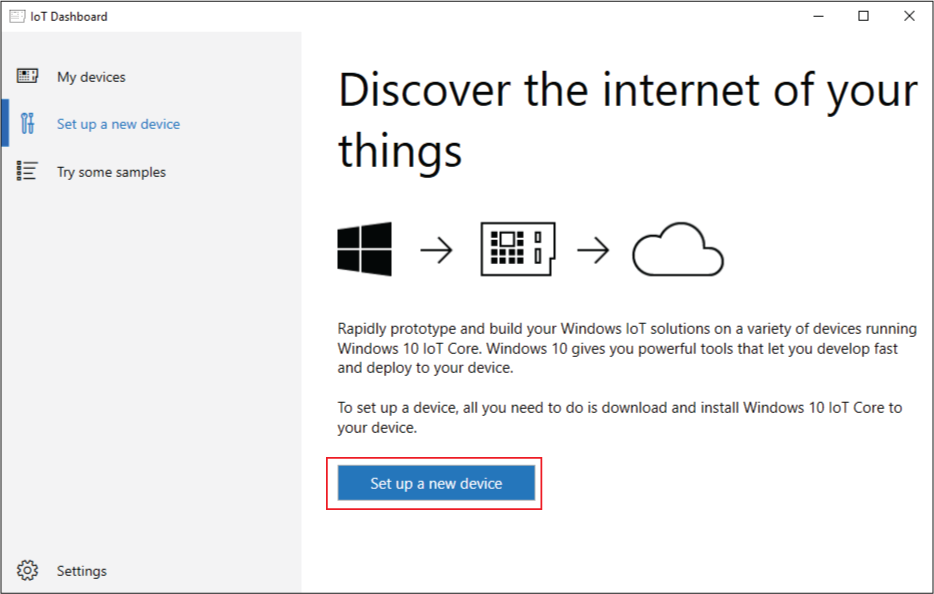 IoT Dashboard
My devices
Set up a new device
Try some samples
Settings
Discover the internet of your
things
Rapidly prototype and build your Windows IoT solutions on a variety of devices running
Windows 10 IoT Core. Windows 10 gives you powerful tools that let you develop fast
and deploy to your device.
To set up a device, all you need to do is download and install Windows 10 IoT Core to
your device.
Set up a new device